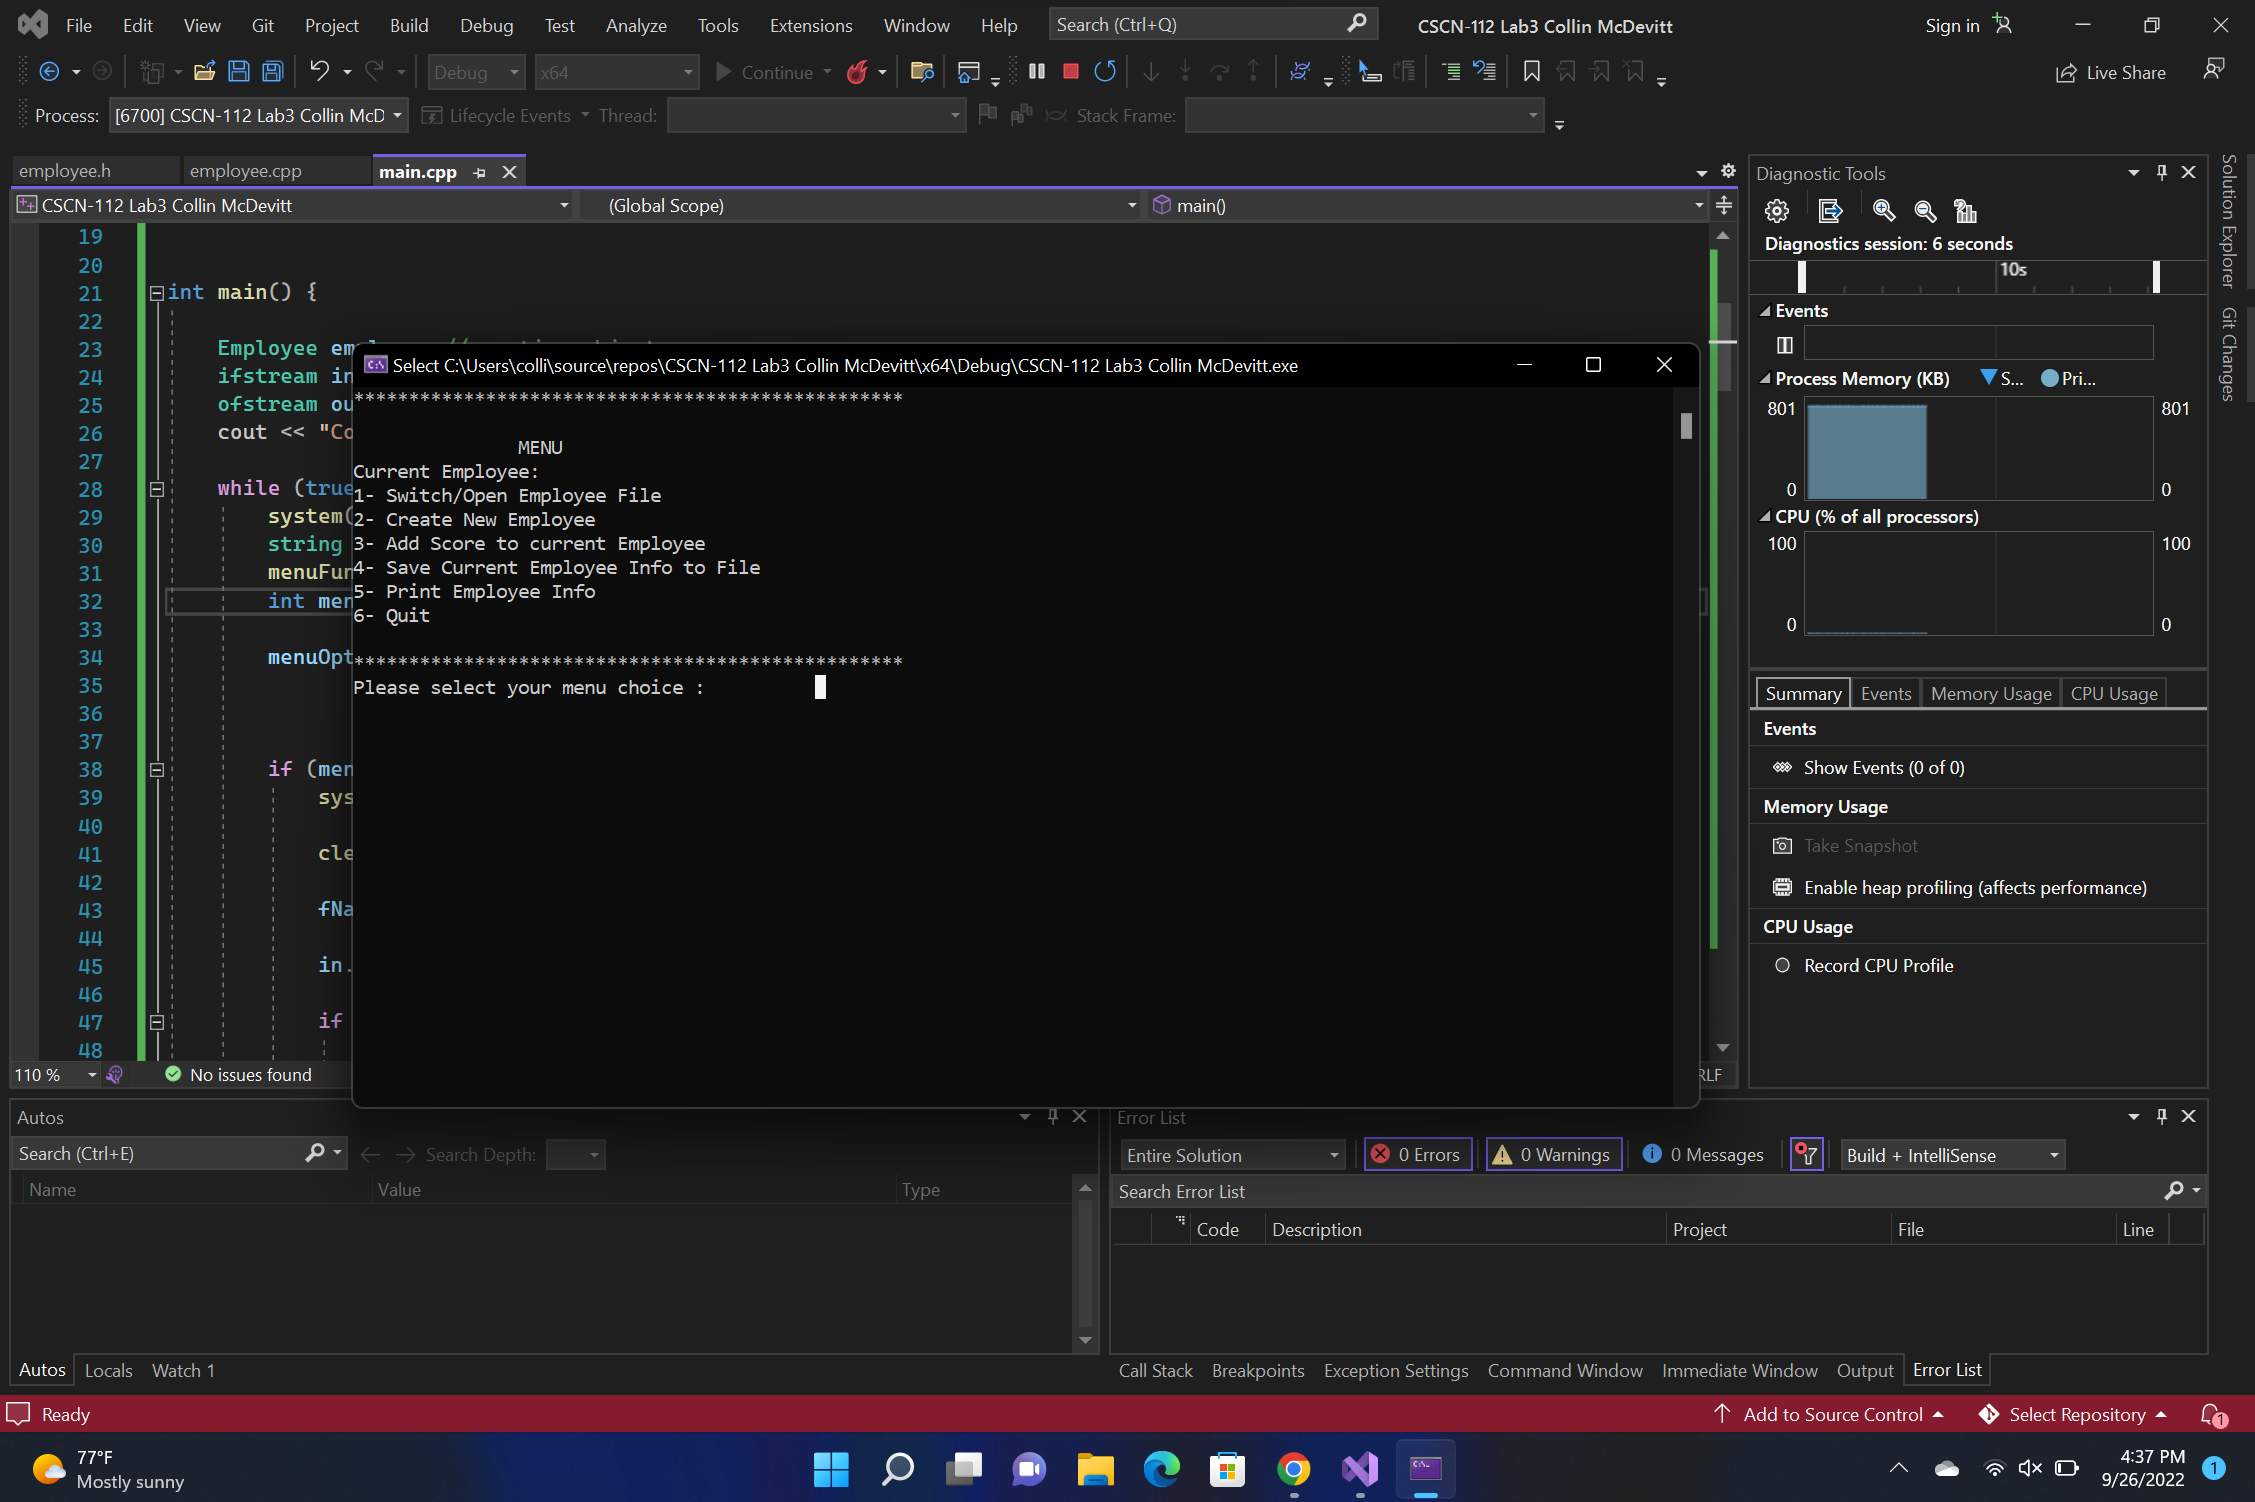 File Edit View Git Project Build Debug Test Analyze Tools Extensions Window Help Search (Ctrl+Q) CSCN-112 Lab3 Collin McDevitt Sign in
Debug x64 Continue Live Share
Process: [6700] CSCN-112 Lab3 Collin McD Lifecycle Events Thread: Stack Frame:
employee.h employee.cpp main.cpp
CSCN-112 Lab3 Collin McDevitt (Global Scope) main()
19
20
21 int main() {
22
23 Employee em
24 ifstream in
25 ofstream ou
26 cout << "Co
27
28 while (true
29 system(
30 string
31 menuFun
32 int men
33
34 menuOpt
35
36
37
38 if (men
39 sys
40
41 cle
42
43 fNa
44
45 in.
46
47 if
48
110 % No issues found
RLF
Select C:\Users\colli\source\repos\CSCN-112 Lab3 Collin McDevitt\x64\Debug\CSCN-112 Lab3 Collin McDevitt.exe
**************************************************
MENU
Current Employee:
1- Switch/Open Employee File
2- Create New Employee
3- Add Score to current Employee
4- Save Current Employee Info to File
5- Print Employee Info
6- Quit
**************************************************
Please select your menu choice :
Diagnostic Tools
Diagnostics session: 6 seconds
10s
Events
Process Memory (KB) S... Pri...
801 801
0 0
CPU (% of all processors)
100 100
0 0
Summary Events Memory Usage CPU Usage
Events
Show Events (0 of 0)
Memory Usage
Take Snapshot
Enable heap profiling (affects performance)
CPU Usage
Record CPU Profile
Solution Explorer
Git Changes
Autos
Search (Ctrl+E) Search Depth:
Name Value Type
Autos Locals Watch 1
Error List
Entire Solution 0 Errors 0 Warnings 0 Messages Build + IntelliSense
Search Error List
Code Description Project File Line
Call Stack Breakpoints Exception Settings Command Window Immediate Window Output Error List
Ready Add to Source Control Select Repository 1
77°F
Mostly sunny
4:37 PM
9/26/2022
1